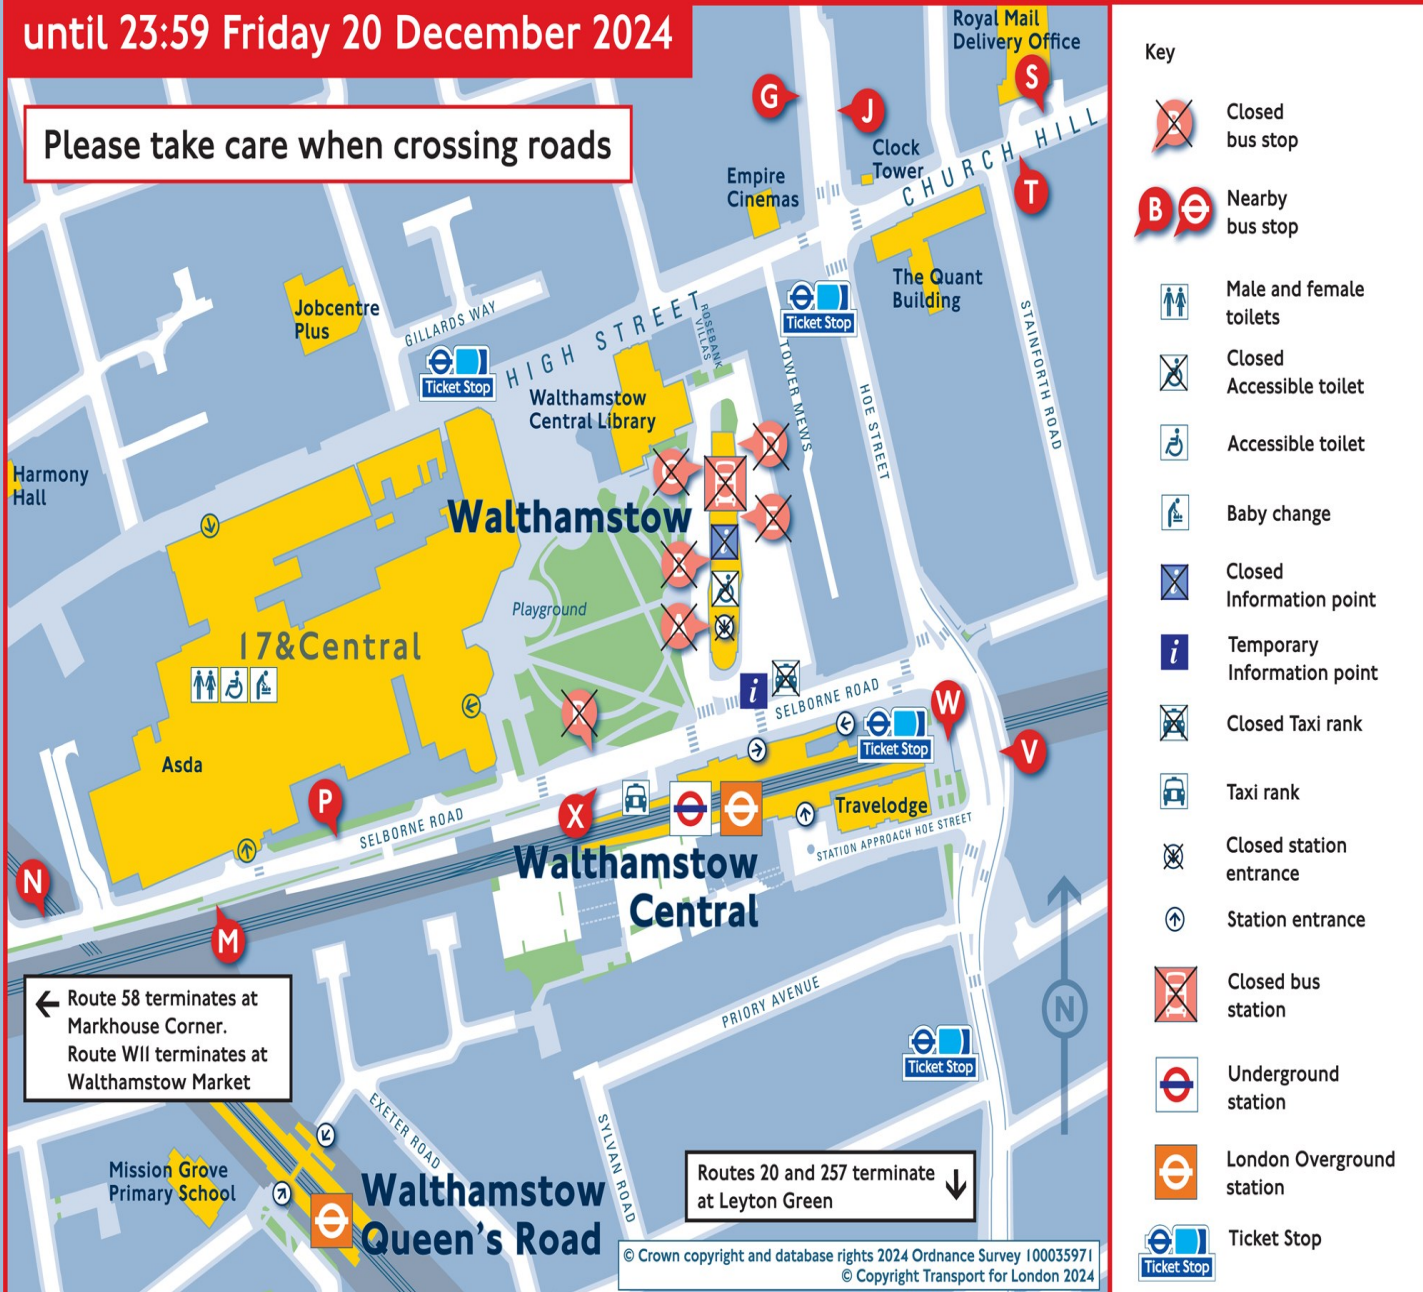 until 23:59 Friday 20 December 2024
Please take care when crossing roads
Royal Mail
Delivery Office
S
G
J
Clock
Tower
CHURCH HILL
T
Empire
Cinemas
The Quant
Building
Jobcentre
Plus
GILLARDS WAY
HIGH STREET
ROSEBANK
VILLAS
Ticket Stop
Ticket Stop
TOWER MEWS
HOE STREET
STAINFORTH ROAD
Walthamstow
Central Library
Harmony
Hall
D
C
Walthamstow
E
i
B
Playground
A
17&Central
R
i
SELBORNE ROAD
W
Ticket Stop
V
Asda
P
SELBORNE ROAD
X
Travelodge
STATION APPROACH HOE STREET
Walthamstow
Central
N
M
Route 58 terminates at
Markhouse Corner.
Route W11 terminates at
Walthamstow Market
PRIORY AVENUE
N
Ticket Stop
EXETER ROAD
SYLVAN ROAD
Mission Grove
Primary School
Walthamstow
Queen's Road
Routes 20 and 257 terminate
at Leyton Green
© Crown copyright and database rights 2024 Ordnance Survey 100035971
© Copyright Transport for London 2024
Key
B
Closed
bus stop
B
Nearby
bus stop
Male and female
toilets
Closed
Accessible toilet
Accessible toilet
Baby change
i
Closed
Information point
i
Temporary
Information point
Closed Taxi rank
Taxi rank
Closed station
entrance
Station entrance
Closed bus
station
Underground
station
London Overground
station
Ticket Stop
Ticket Stop